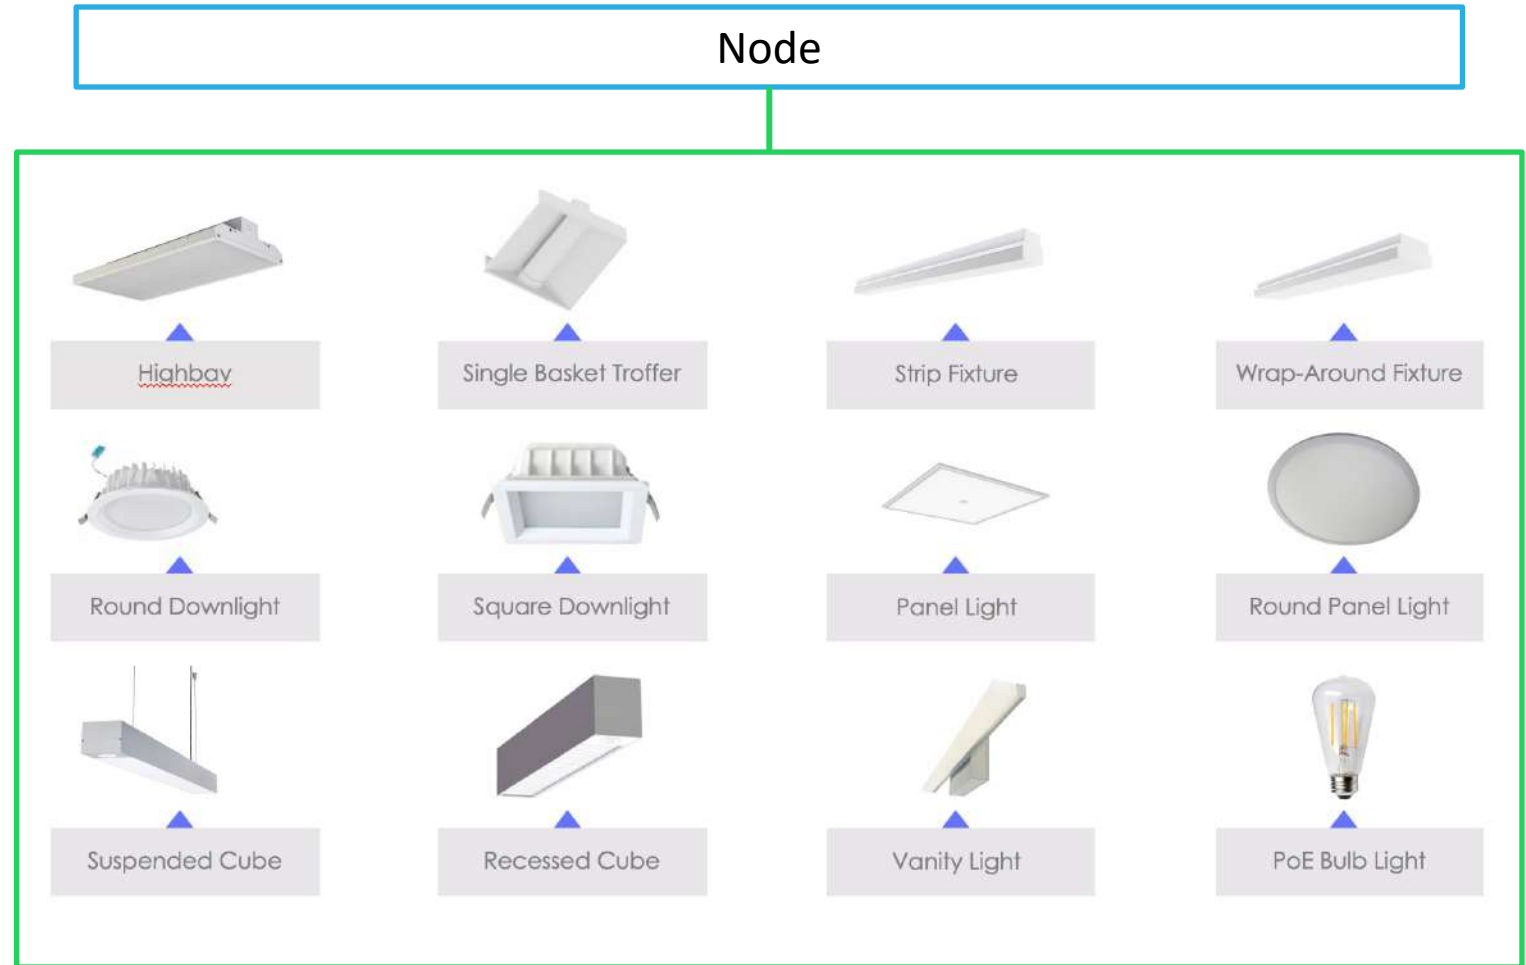 Node
Highbay
Single Basket Troffer
Strip Fixture
Wrap-Around Fixture
Round Downlight
Square Downlight
Panel Light
Round Panel Light
Suspended Cube
Recessed Cube
Vanity Light
PoE Bulb Light